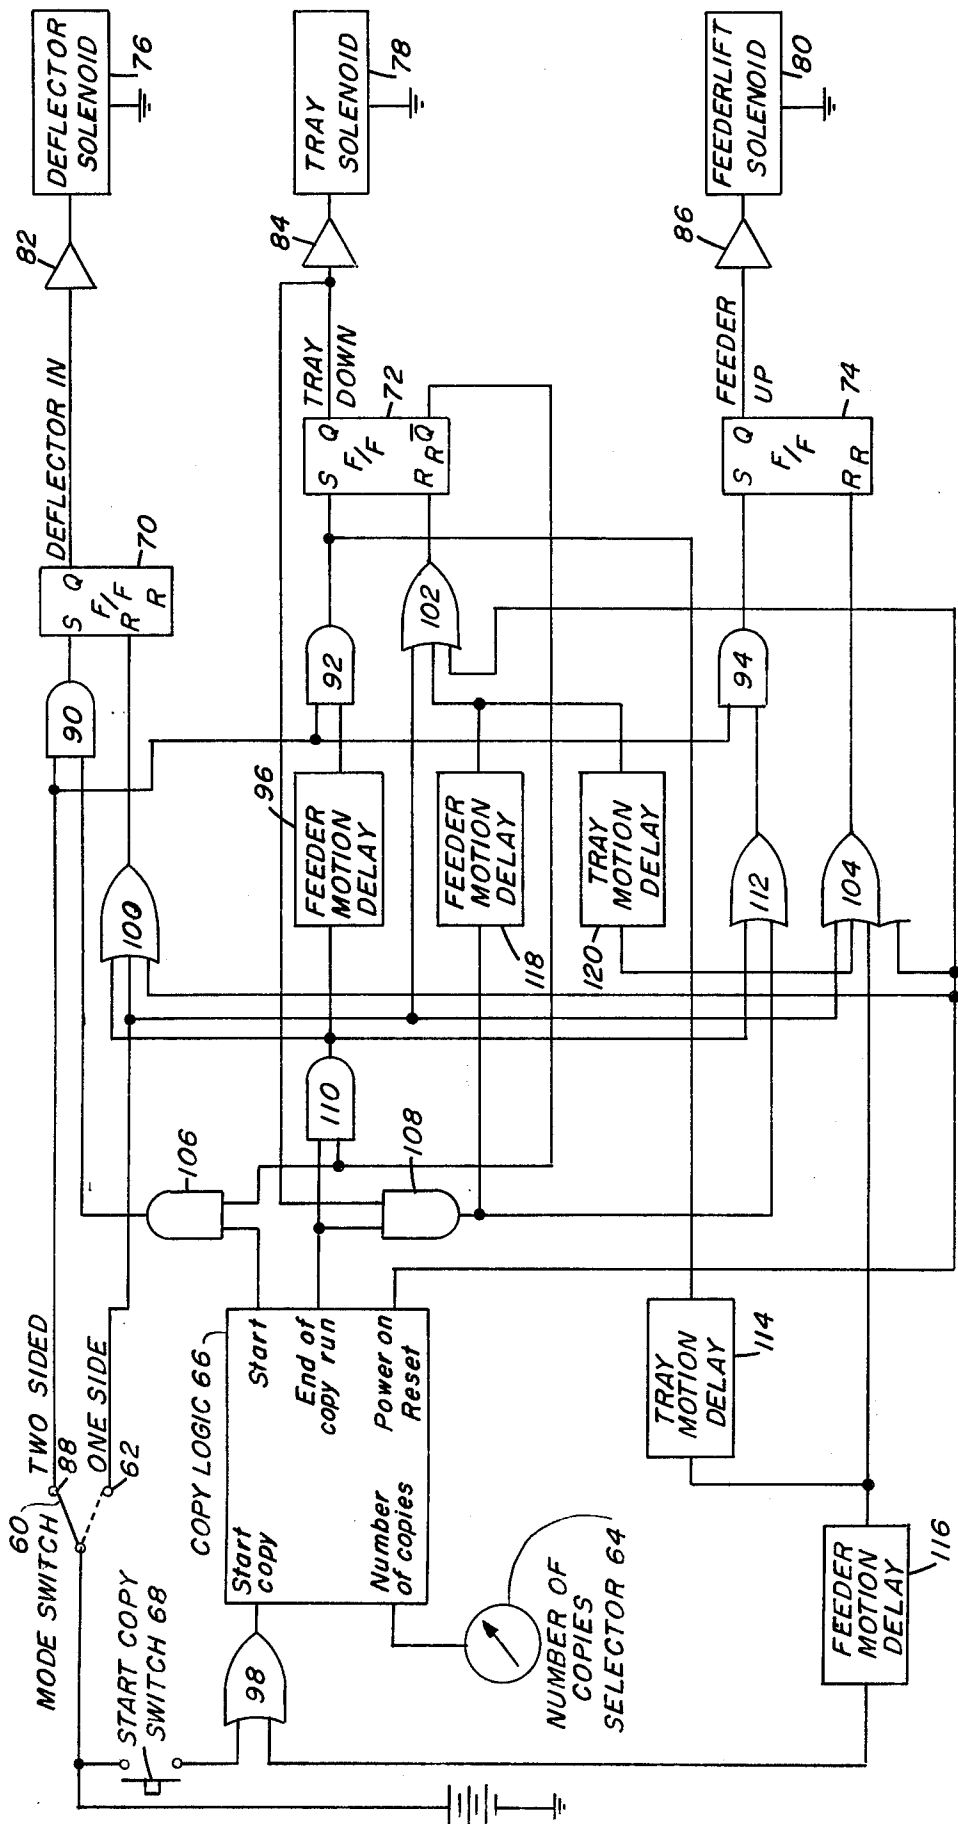 60
MODE SWITCH
88
TWO SIDED
ONE SIDE
62
START COPY
SWITCH 68
98
COPY LOGIC 66
Start
copy
Number
of copies
Start
End of
copy run
Power on
Reset
NUMBER OF
COPIES
SELECTOR 64
106
110
108
100
90
S Q
F/F
R R
70
DEFLECTOR IN
82
DEFLECTOR
SOLENOID
76
96
FEEDER
MOTION
DELAY
92
S Q
F/F
R R Q̅
72
TRAY
DOWN
84
TRAY
SOLENOID
78
FEEDER
MOTION
DELAY
118
102
TRAY
MOTION
DELAY
120
TRAY
MOTION
DELAY
114
FEEDER
MOTION
DELAY
116
112
104
94
S Q
F/F
R R
74
FEEDER
UP
86
FEEDERLIFT
SOLENOID
80